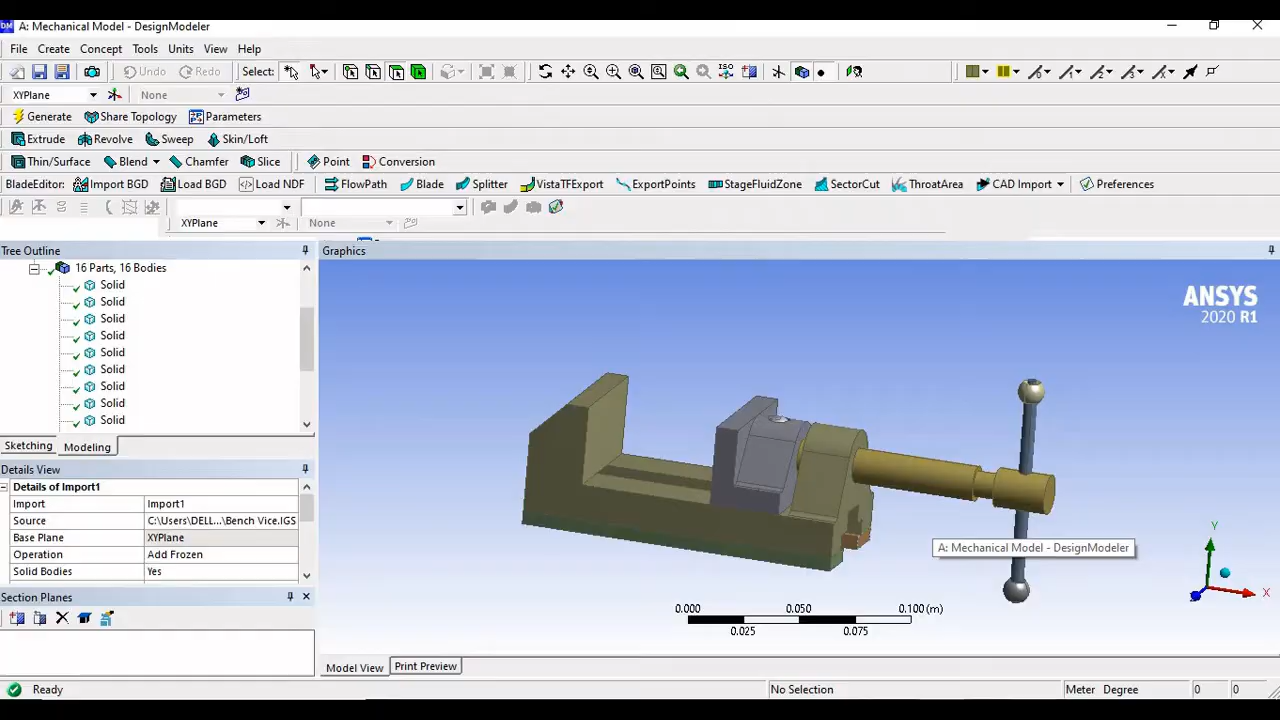 DM A: Mechanical Model - DesignModeler
File Create Concept Tools Units View Help
Undo Redo Select: ISO
XYPlane None
Generate Share Topology Parameters
Extrude Revolve Sweep Skin/Loft
Thin/Surface Blend Chamfer Slice Point Conversion
BladeEditor: Import BGD Load BGD Load NDF FlowPath Blade Splitter VistaTFExport ExportPoints StageFluidZone SectorCut ThroatArea CAD Import Preferences
XYPlane None
Tree Outline
16 Parts, 16 Bodies
Solid
Solid
Solid
Solid
Solid
Solid
Solid
Solid
Solid
Sketching Modeling
Details View
Details of Import1
Import Import1
Source C:\Users\DELL...\Bench Vice.IGS
Base Plane XYPlane
Operation Add Frozen
Solid Bodies Yes
Section Planes
Graphics
ANSYS
2020 R1
A: Mechanical Model - DesignModeler
Y
X
0.000 0.050 0.100 (m)
0.025 0.075
Model View Print Preview
Ready No Selection Meter Degree 0 0